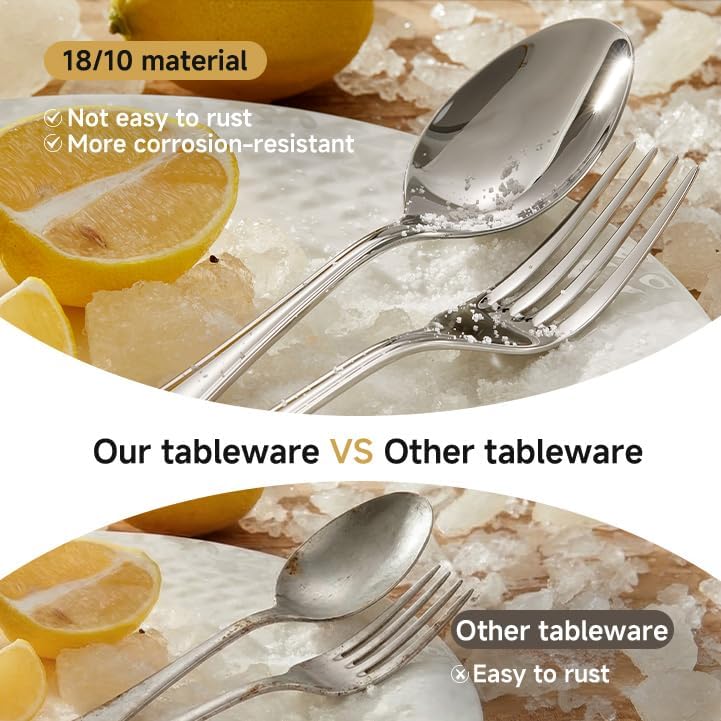 18/10 material
Not easy to rust
More corrosion-resistant
Our tableware VS Other tableware
Other tableware
Easy to rust